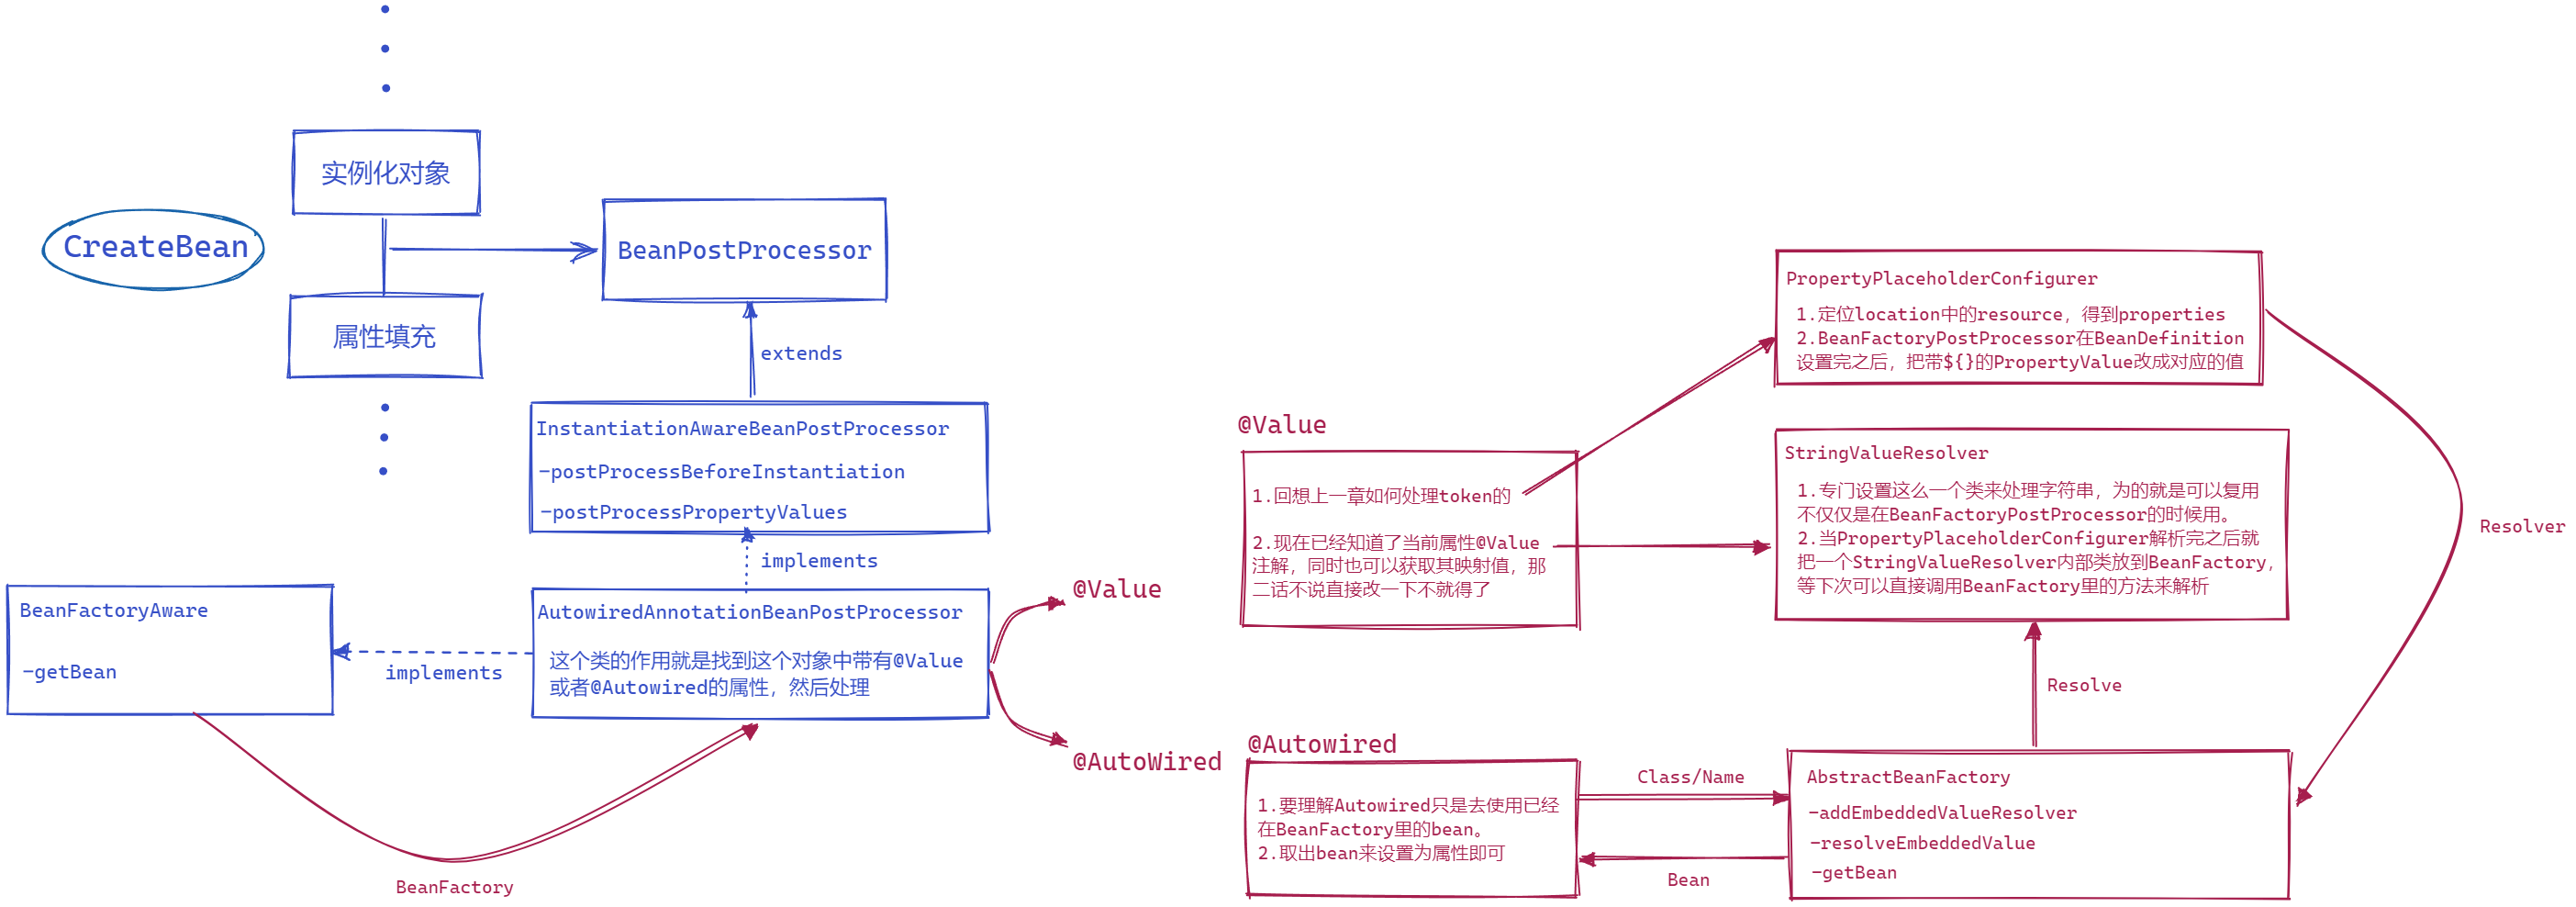 实例化对象
CreateBean
BeanPostProcessor
属性填充
extends
InstantiationAwareBeanPostProcessor
-postProcessBeforeInstantiation
-postProcessPropertyValues
implements
BeanFactoryAware
-getBean
implements
AutowiredAnnotationBeanPostProcessor
这个类的作用就是找到这个对象中带有@Value
或者@Autowired的属性，然后处理
BeanFactory
@Value
@AutoWired
@Value
1.回想上一章如何处理token的
2.现在已经知道了当前属性@Value
注解，同时也可以获取其映射值，那
二话不说直接改一下不就得了
PropertyPlaceholderConfigurer
1.定位location中的resource，得到properties
2.BeanFactoryPostProcessor在BeanDefinition
设置完之后，把带${}的PropertyValue改成对应的值
StringValueResolver
1.专门设置这么一个类来处理字符串，为的就是可以复用
不仅仅是在BeanFactoryPostProcessor的时候用。
2.当PropertyPlaceholderConfigurer解析完之后就
把一个StringValueResolver内部类放到BeanFactory，
等下次可以直接调用BeanFactory里的方法来解析
Resolver
Resolve
@Autowired
1.要理解Autowired只是去使用已经
在BeanFactory里的bean。
2.取出bean来设置为属性即可
Class/Name
Bean
AbstractBeanFactory
-addEmbeddedValueResolver
-resolveEmbeddedValue
-getBean